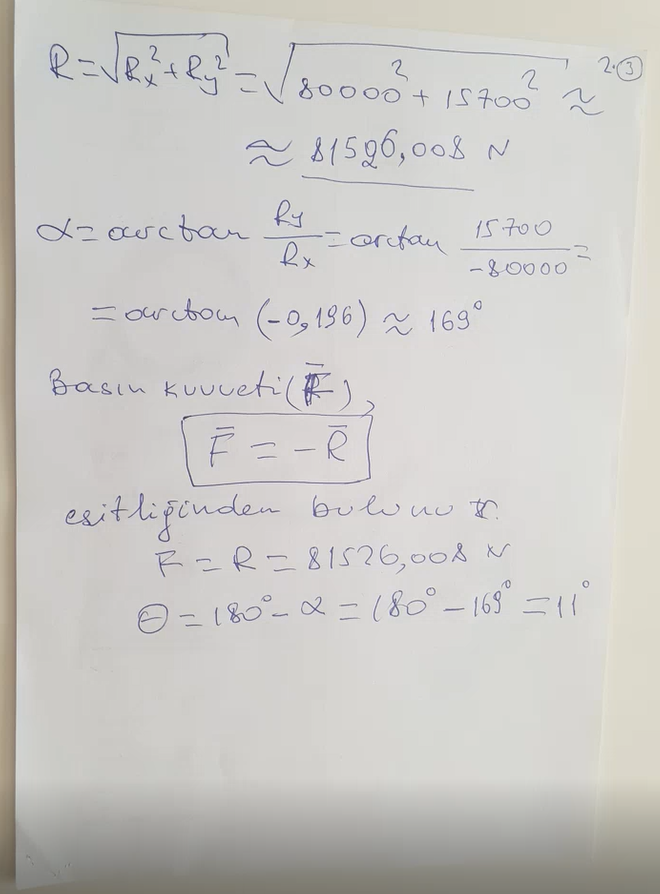 R = √(Rx² + Ry²) = √(80000² + 15700²) ≈ 2.③
≈ 81526,008 N
α = arctan Ry/Rx = arctan 15700/-80000 =
= arctan (-0,196) ≈ 169°
Basın kuvveti (F̄),
F̄ = -R̄
esitliğinden bulunur.
F = R = 81526,008 N
Θ = 180° - α = 180° - 169° = 11°